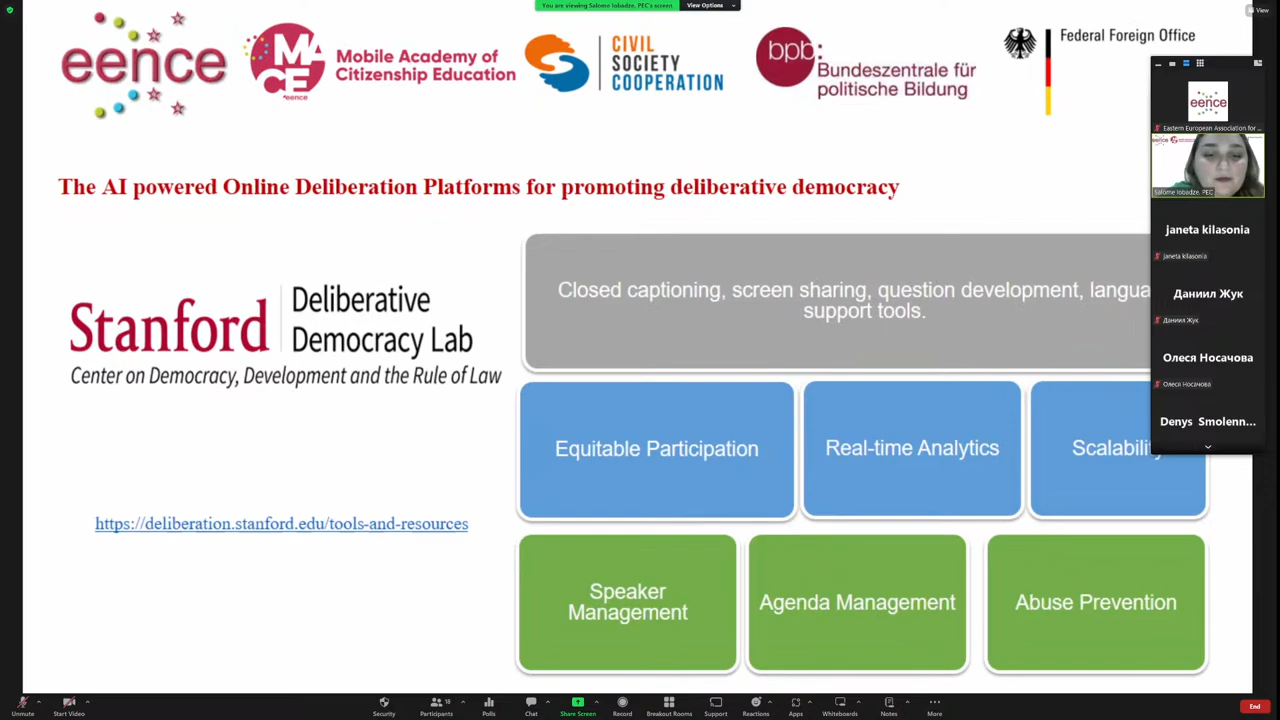 You are viewing Salome Iobadze, PEC's screen
View Options
View
eence
MACE
eence
Mobile Academy of
Citizenship Education
CIVIL
SOCIETY
COOPERATION
bpb:
Bundeszentrale für
politische Bildung
Federal Foreign Office
The AI powered Online Deliberation Platforms for promoting deliberative democracy
Stanford
Deliberative
Democracy Lab
Center on Democracy, Development and the Rule of Law
https://deliberation.stanford.edu/tools-and-resources
Closed captioning, screen sharing, question development, langua
support tools.
Equitable Participation
Real-time Analytics
Scalability
Speaker
Management
Agenda Management
Abuse Prevention
eence
Eastern European Association for ...
Salome Iobadze, PEC
janeta kilasonia
janeta kilasonia
Даниил Жук
Даниил Жук
Олеся Носачова
Олеся Носачова
Denys Smolenn...
Unmute
Start Video
Security
Participants
18
Polls
Chat
Share Screen
Record
Breakout Rooms
Support
Reactions
Apps
Whiteboards
Notes
More
End